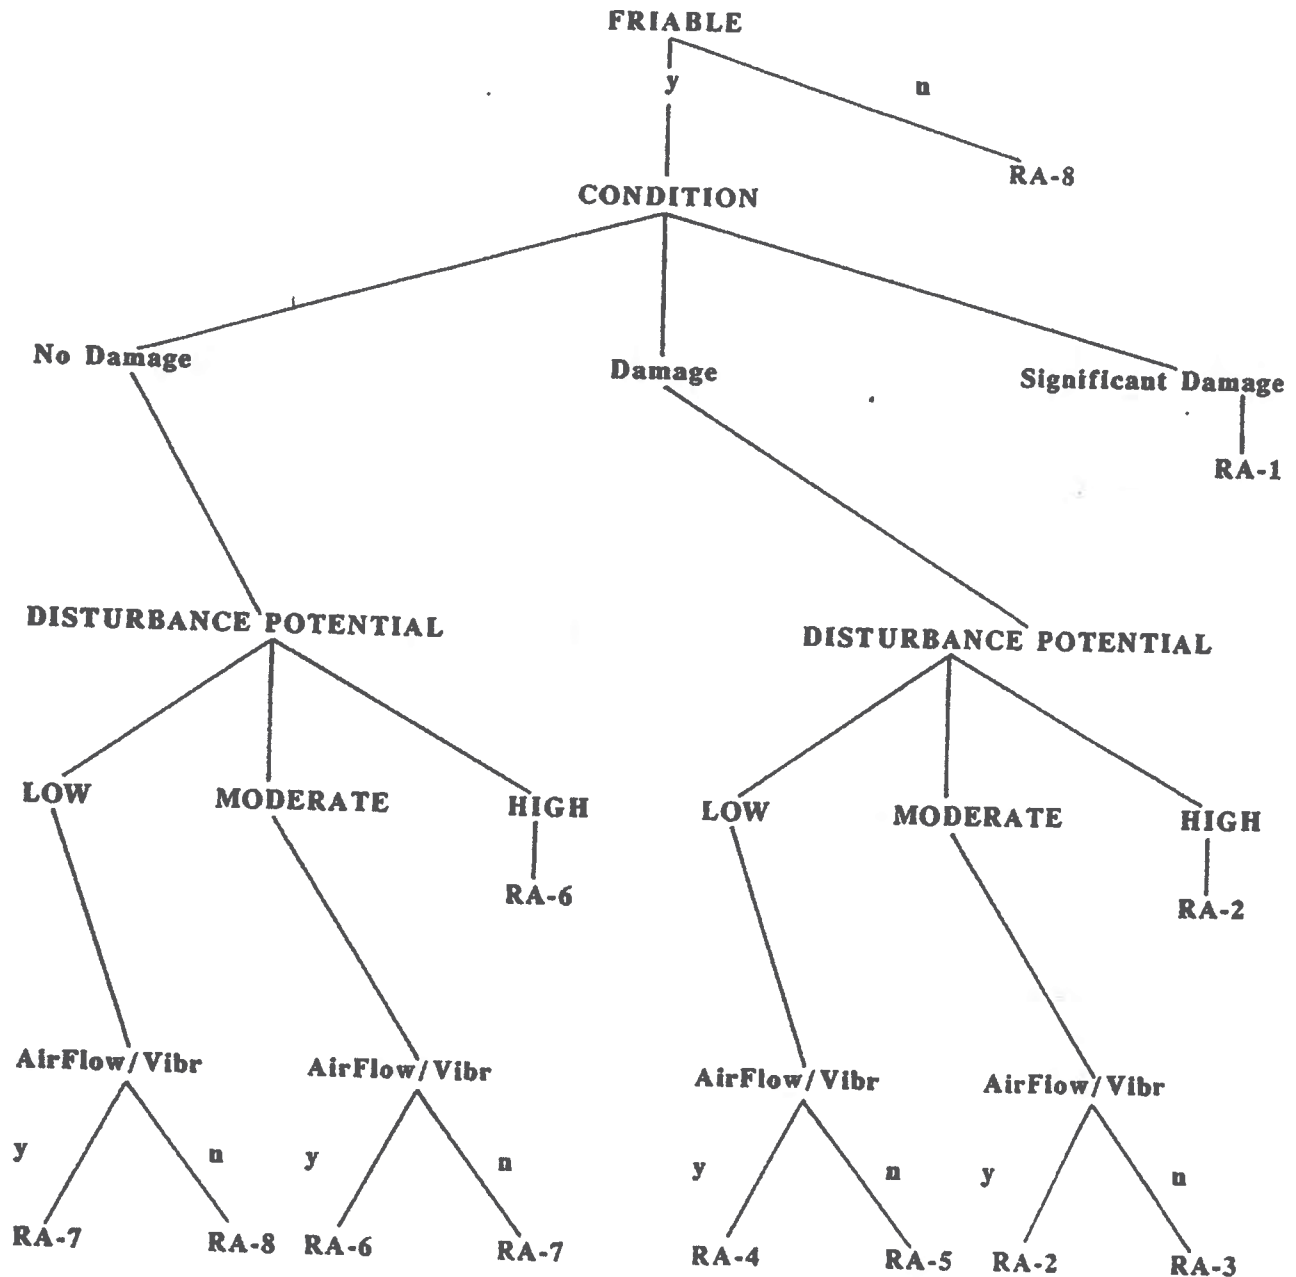 FRIABLE
y n
RA-8
CONDITION
No Damage Damage Significant Damage
RA-1
DISTURBANCE POTENTIAL DISTURBANCE POTENTIAL
LOW MODERATE HIGH LOW MODERATE HIGH
RA-6 RA-2
AirFlow/Vibr AirFlow/Vibr AirFlow/Vibr AirFlow/Vibr
y n y n y n y n
RA-7 RA-8 RA-6 RA-7 RA-4 RA-5 RA-2 RA-3